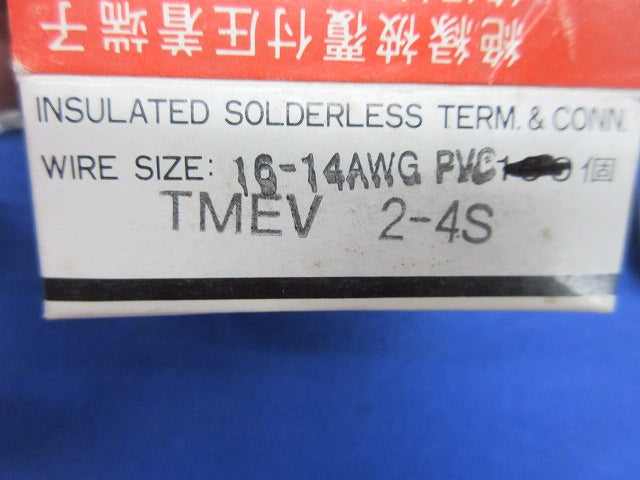 絶縁被覆付圧着端子
INSULATED SOLDERLESS TERM. & CONN.
WIRE SIZE: 16-14AWG PVC 個
TMEV 2-4S